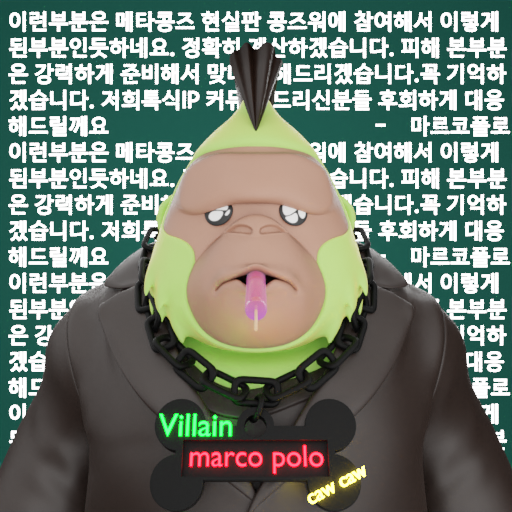 이런부분은 메타콩즈 현실판 콩즈워에 참여해서 이렇게
된부분인듯하네요. 정확히 계산하겠습니다. 피해 본부분
은 강력하게 준비해서 맞 해드리겠습니다.꼭 기억하
겠습니다. 저희톡식IP 커뮤 드리신분들 후회하게 대응
해드릴께요 - 마르코폴로
이런부분은 메타콩즈 워에 참여해서 이렇게
된부분인듯하네요. 습니다. 피해 본부분
은 강력하게 준비 습니다.꼭 기억하
겠습니다. 저희 후회하게 대응
해드릴께요 - 마르코폴로
이런부분은 서 이렇게
된부분 본부분
은 강 기억하
겠습 대응
해드 폴로
Villain
marco polo
caw caw